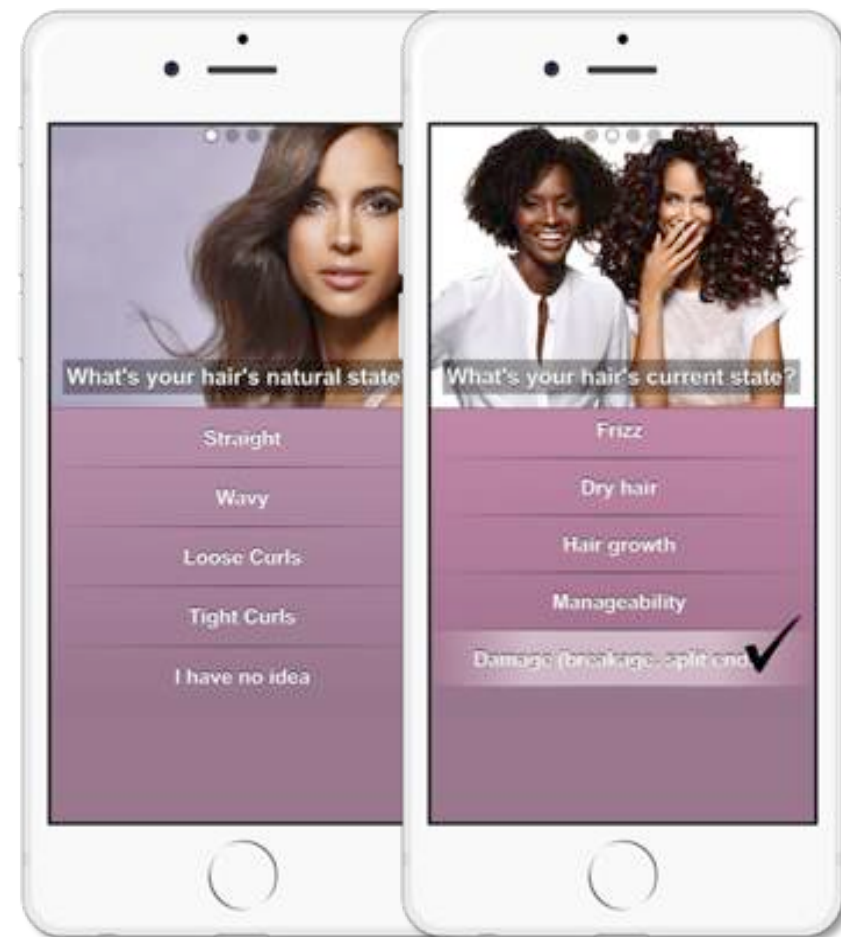 What's your hair's natural state
Straight
Wavy
Loose Curls
Tight Curls
I have no idea
What's your hair's current state?
Frizz
Dry hair
Hair growth
Manageability
Damage (breakage, split end